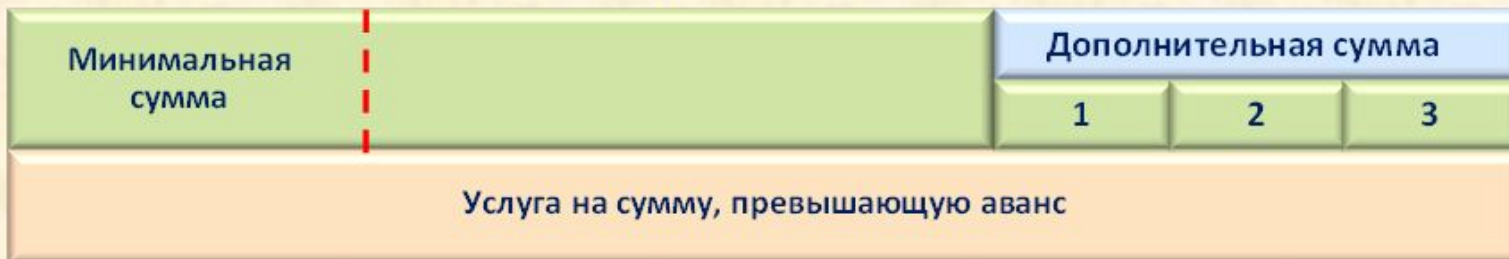 Минимальная
сумма
Дополнительная сумма
1 2 3
Услуга на сумму, превышающую аванс